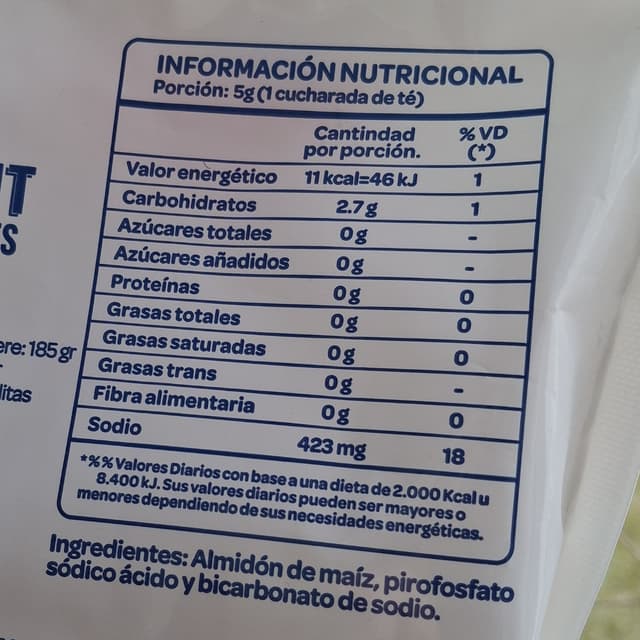 INFORMACIÓN NUTRICIONAL
Porción: 5g (1 cucharada de té)
Cantindad por porción. % VD (*)
Valor energético 11 kcal=46 kJ 1
Carbohidratos 2.7g 1
Azúcares totales 0g -
Azúcares añadidos 0g -
Proteínas 0g 0
Grasas totales 0g 0
Grasas saturadas 0g 0
Grasas trans 0g -
Fibra alimentaria 0g 0
Sodio 423 mg 18
*%% Valores Diarios con base a una dieta de 2.000 Kcal u
8.400 kJ. Sus valores diarios pueden ser mayores o
menores dependiendo de sus necesidades energéticas.
Ingredientes: Almidón de maíz, pirofosfato
sódico ácido y bicarbonato de sodio.
185 gr